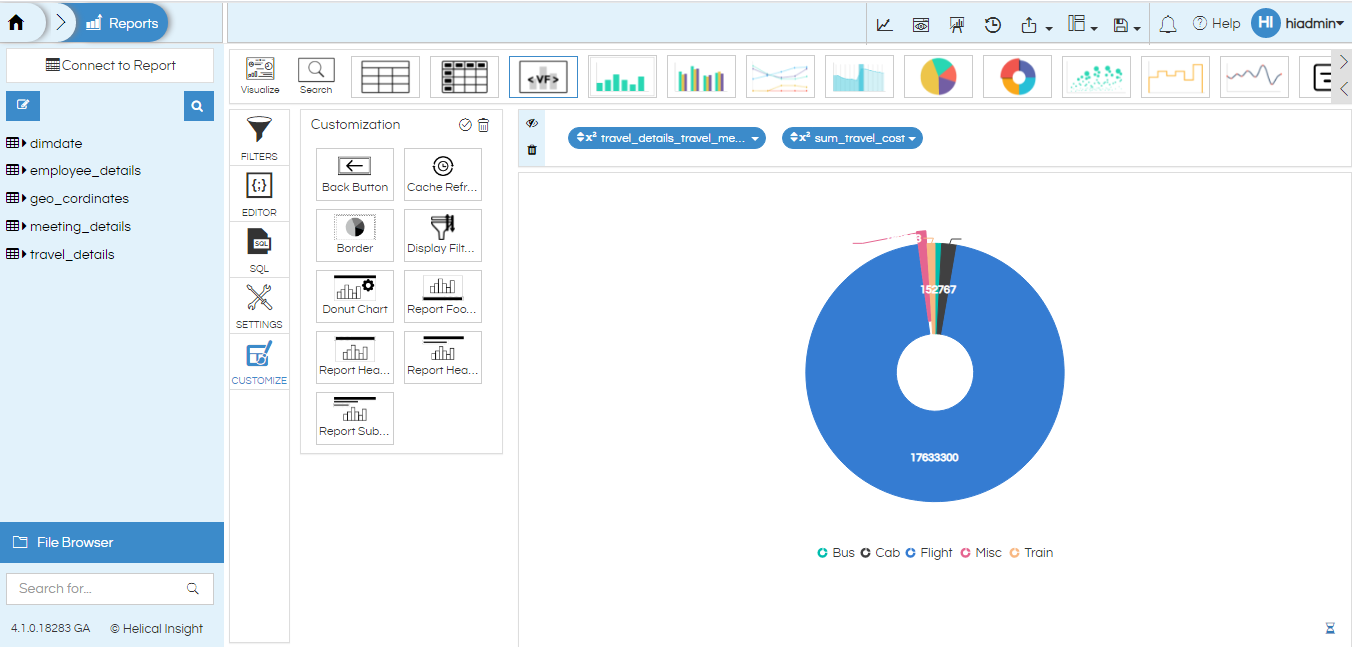 Reports
Help
HI
hiadmin
Connect to Report
dimdate
employee_details
geo_cordinates
meeting_details
travel_details
File Browser
Search for...
4.1.0.18283 GA © Helical Insight
Visualize
Search
<VF>
FILTERS
{;}
EDITOR
SQL
SQL
SETTINGS
CUSTOMIZE
Customization
Back Button
Cache Refr...
Border
Display Filt...
Donut Chart
Report Foo...
Report Hea...
Report Hea...
Report Sub...
x² travel_details_travel_me...
x² sum_travel_cost
152767
17633300
Bus Cab Flight Misc Train